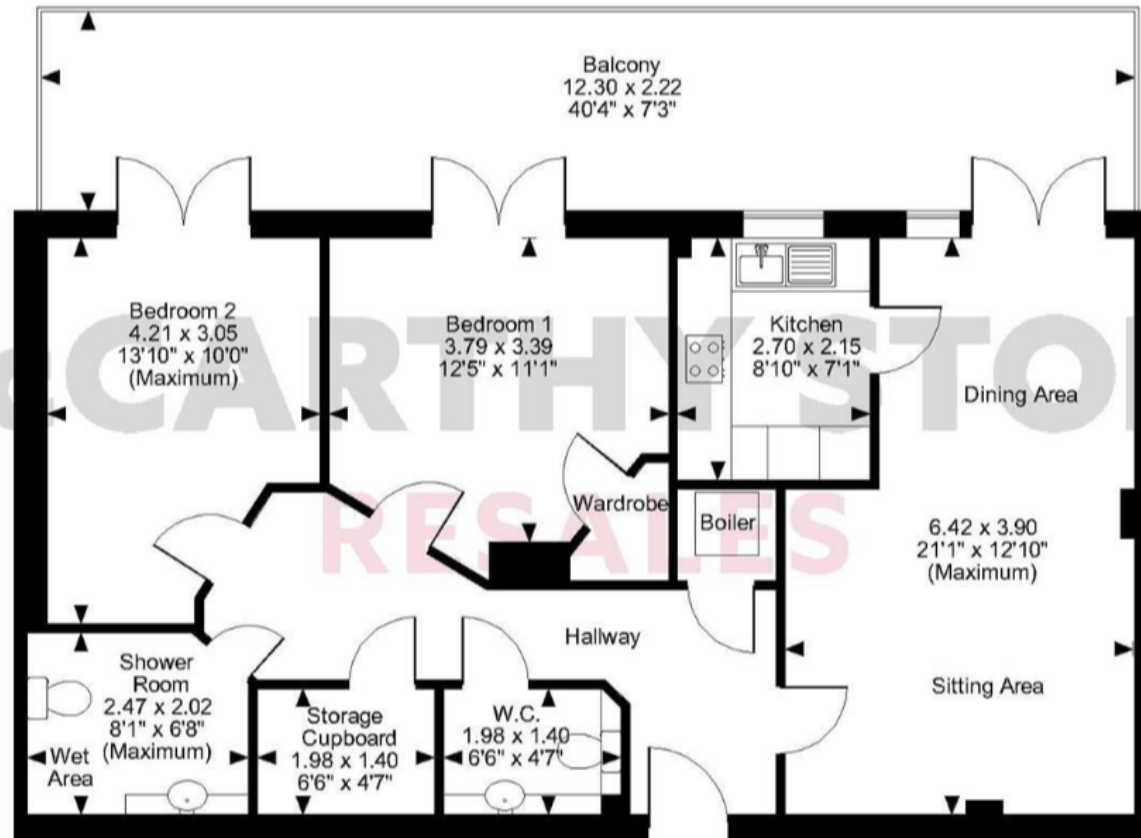 Balcony
12.30 x 2.22
40'4" x 7'3"
Bedroom 2
4.21 x 3.05
13'10" x 10'0"
(Maximum)
Bedroom 1
3.79 x 3.39
12'5" x 11'1"
Kitchen
2.70 x 2.15
8'10" x 7'1"
Dining Area
cCARTHY STO
RESALES
Wardrobe
Boiler
6.42 x 3.90
21'1" x 12'10"
(Maximum)
Hallway
Sitting Area
Shower
Room
2.47 x 2.02
8'1" x 6'8"
(Maximum)
Wet
Area
Storage
Cupboard
1.98 x 1.40
6'6" x 4'7"
W.C.
1.98 x 1.40
6'6" x 4'7"